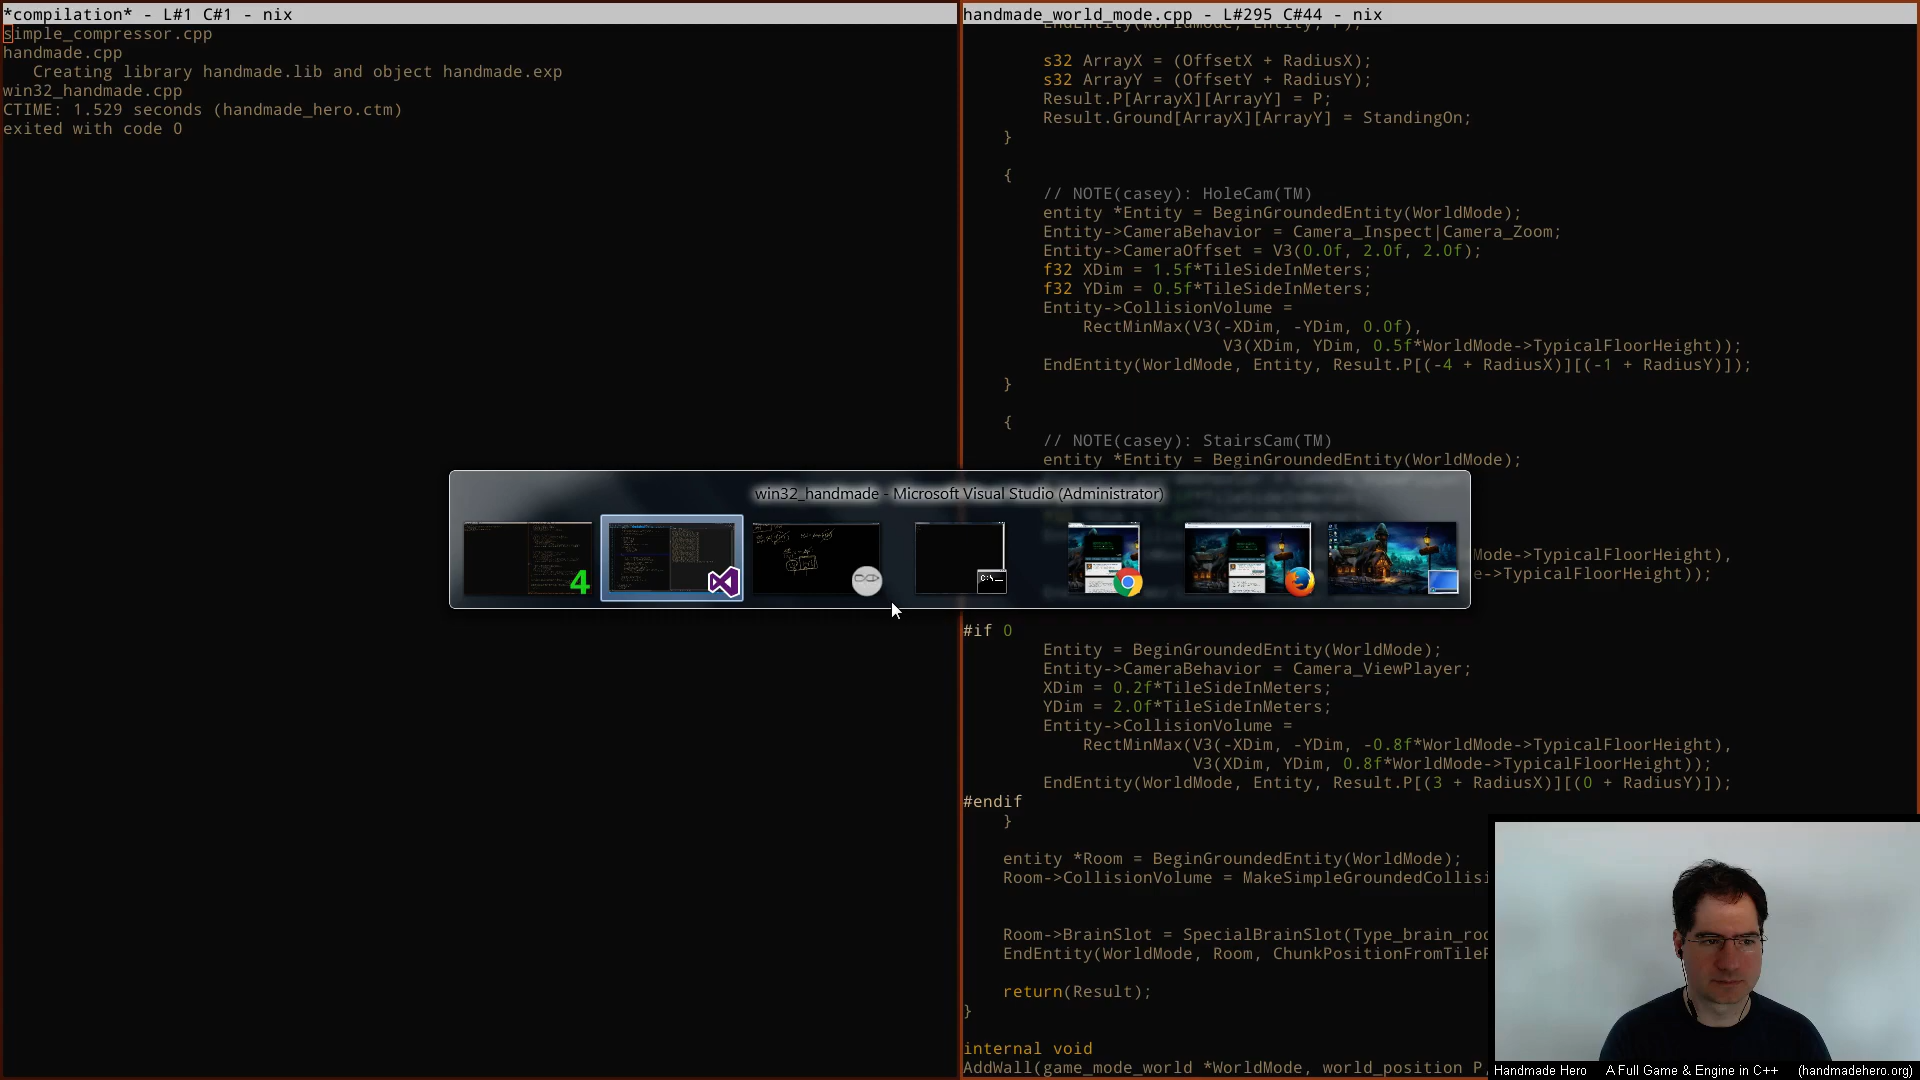 *compilation* - L#1 C#1 - nix
simple_compressor.cpp
handmade.cpp
   Creating library handmade.lib and object handmade.exp
win32_handmade.cpp
CTIME: 1.529 seconds (handmade_hero.ctm)
exited with code 0
handmade_world_mode.cpp - L#295 C#44 - nix
s32 ArrayX = (OffsetX + RadiusX);
s32 ArrayY = (OffsetY + RadiusY);
Result.P[ArrayX][ArrayY] = P;
Result.Ground[ArrayX][ArrayY] = StandingOn;
}
{
// NOTE(casey): HoleCam(TM)
entity *Entity = BeginGroundedEntity(WorldMode);
Entity->CameraBehavior = Camera_Inspect|Camera_Zoom;
Entity->CameraOffset = V3(0.0f, 2.0f, 2.0f);
f32 XDim = 1.5f*TileSideInMeters;
f32 YDim = 0.5f*TileSideInMeters;
Entity->CollisionVolume =
RectMinMax(V3(-XDim, -YDim, 0.0f),
V3(XDim, YDim, 0.5f*WorldMode->TypicalFloorHeight));
EndEntity(WorldMode, Entity, Result.P[(-4 + RadiusX)][(-1 + RadiusY)]);
}
{
// NOTE(casey): StairsCam(TM)
entity *Entity = BeginGroundedEntity(WorldMode);
win32_handmade - Microsoft Visual Studio (Administrator)
4
Mode->TypicalFloorHeight),
->TypicalFloorHeight));
#if 0
Entity = BeginGroundedEntity(WorldMode);
Entity->CameraBehavior = Camera_ViewPlayer;
XDim = 0.2f*TileSideInMeters;
YDim = 2.0f*TileSideInMeters;
Entity->CollisionVolume =
RectMinMax(V3(-XDim, -YDim, -0.8f*WorldMode->TypicalFloorHeight),
V3(XDim, YDim, 0.8f*WorldMode->TypicalFloorHeight));
EndEntity(WorldMode, Entity, Result.P[(3 + RadiusX)][(0 + RadiusY)]);
#endif
}
entity *Room = BeginGroundedEntity(WorldMode);
Room->CollisionVolume = MakeSimpleGroundedCollisi
Room->BrainSlot = SpecialBrainSlot(Type_brain_roo
EndEntity(WorldMode, Room, ChunkPositionFromTileP
return(Result);
}
internal void
AddWall(game_mode_world *WorldMode, world_position P,
Handmade Hero   A Full Game & Engine in C++   (handmadehero.org)